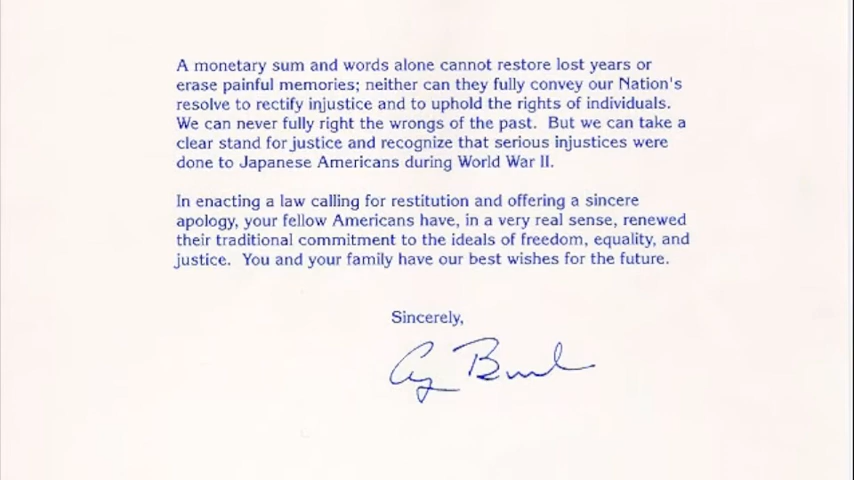 A monetary sum and words alone cannot restore lost years or
erase painful memories; neither can they fully convey our Nation's
resolve to rectify injustice and to uphold the rights of individuals.
We can never fully right the wrongs of the past. But we can take a
clear stand for justice and recognize that serious injustices were
done to Japanese Americans during World War II.
In enacting a law calling for restitution and offering a sincere
apology, your fellow Americans have, in a very real sense, renewed
their traditional commitment to the ideals of freedom, equality, and
justice. You and your family have our best wishes for the future.
Sincerely,